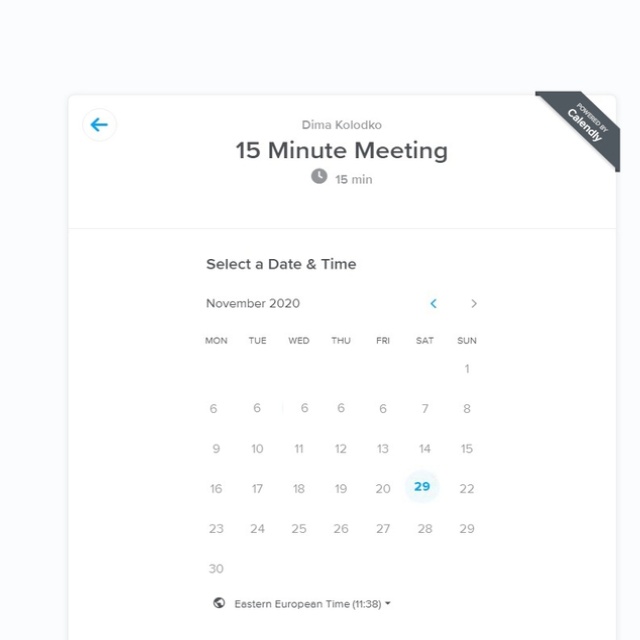 POWERED BY
Calendly
Dima Kolodko
15 Minute Meeting
15 min
Select a Date & Time
November 2020
MON TUE WED THU FRI SAT SUN
1
6 6 6 6 6 7 8
9 10 11 12 13 14 15
16 17 18 19 20 29 22
23 24 25 26 27 28 29
30
Eastern European Time (11:38)